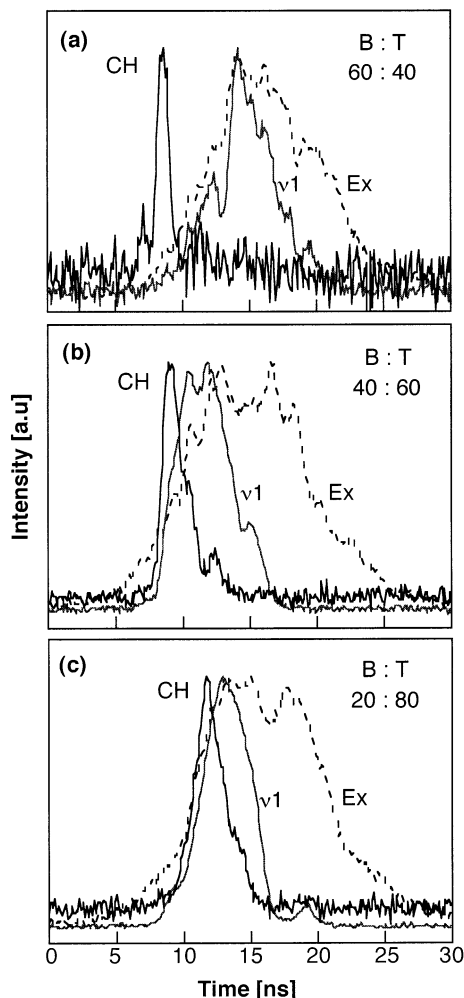 (a)
B : T
60 : 40
CH
ν1
Ex
(b)
B : T
40 : 60
CH
ν1
Ex
Intensity [a.u]
(c)
B : T
20 : 80
CH
ν1
Ex
0 5 10 15 20 25 30
Time [ns]